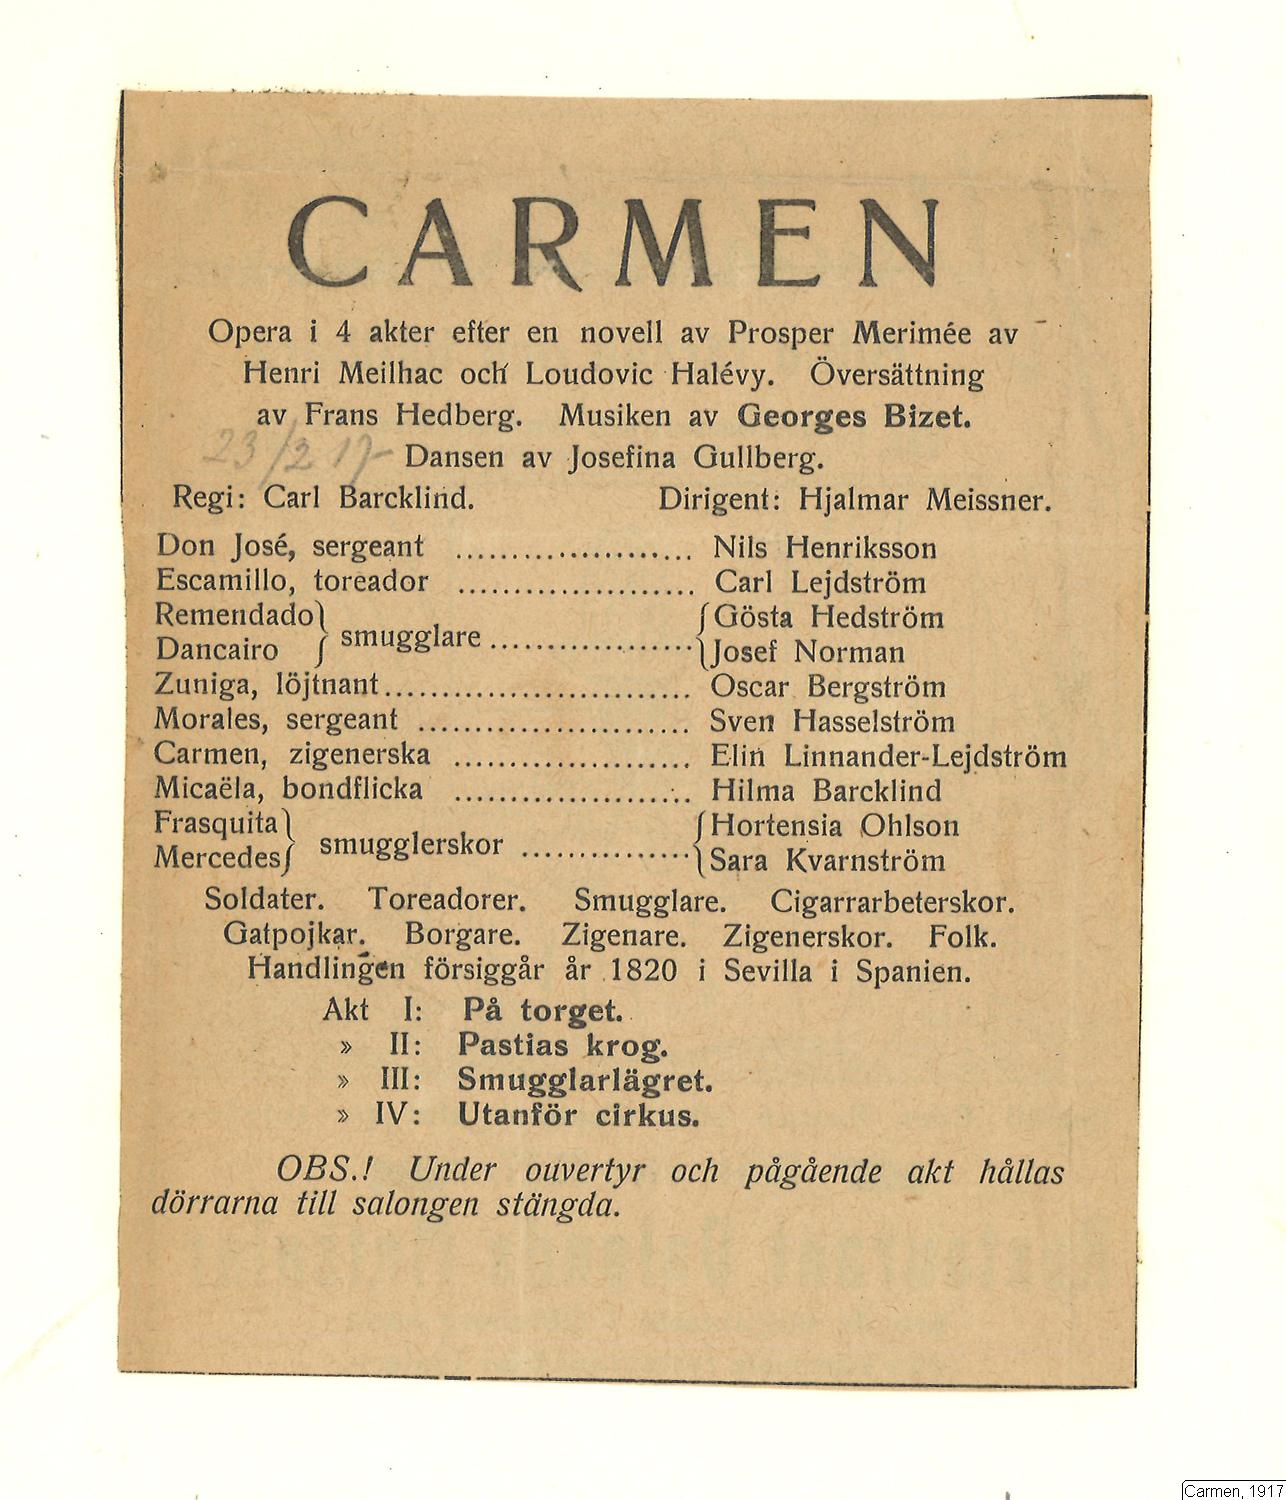 CARMEN
Opera i 4 akter efter en novell av Prosper Merimée av
Henri Meilhac och Loudovic Halévy. Översättning
av Frans Hedberg. Musiken av Georges Bizet.
23/2 17 Dansen av Josefina Gullberg.
Regi: Carl Barcklind. Dirigent: Hjalmar Meissner.
Don José, sergeant ..................... Nils Henriksson
Escamillo, toreador ..................... Carl Lejdström
Remendado } smugglare .................. { Gösta Hedström
Dancairo } { Josef Norman
Zuniga, löjtnant........................... Oscar Bergström
Morales, sergeant ........................ Sven Hasselström
Carmen, zigenerska ..................... Elin Linnander-Lejdström
Micaëla, bondflicka ..................... Hilma Barcklind
Frasquita } smugglerskor ............... { Hortensia Ohlson
Mercedes } { Sara Kvarnström
Soldater. Toreadorer. Smugglare. Cigarrarbeterskor.
Gatpojkar. Borgare. Zigenare. Zigenerskor. Folk.
Handlingen försiggår år 1820 i Sevilla i Spanien.
Akt I: På torget.
» II: Pastias krog.
» III: Smugglarlägret.
» IV: Utanför cirkus.
OBS.! Under ouvertyr och pågående akt hållas
dörrarna till salongen stängda.
Carmen, 1917